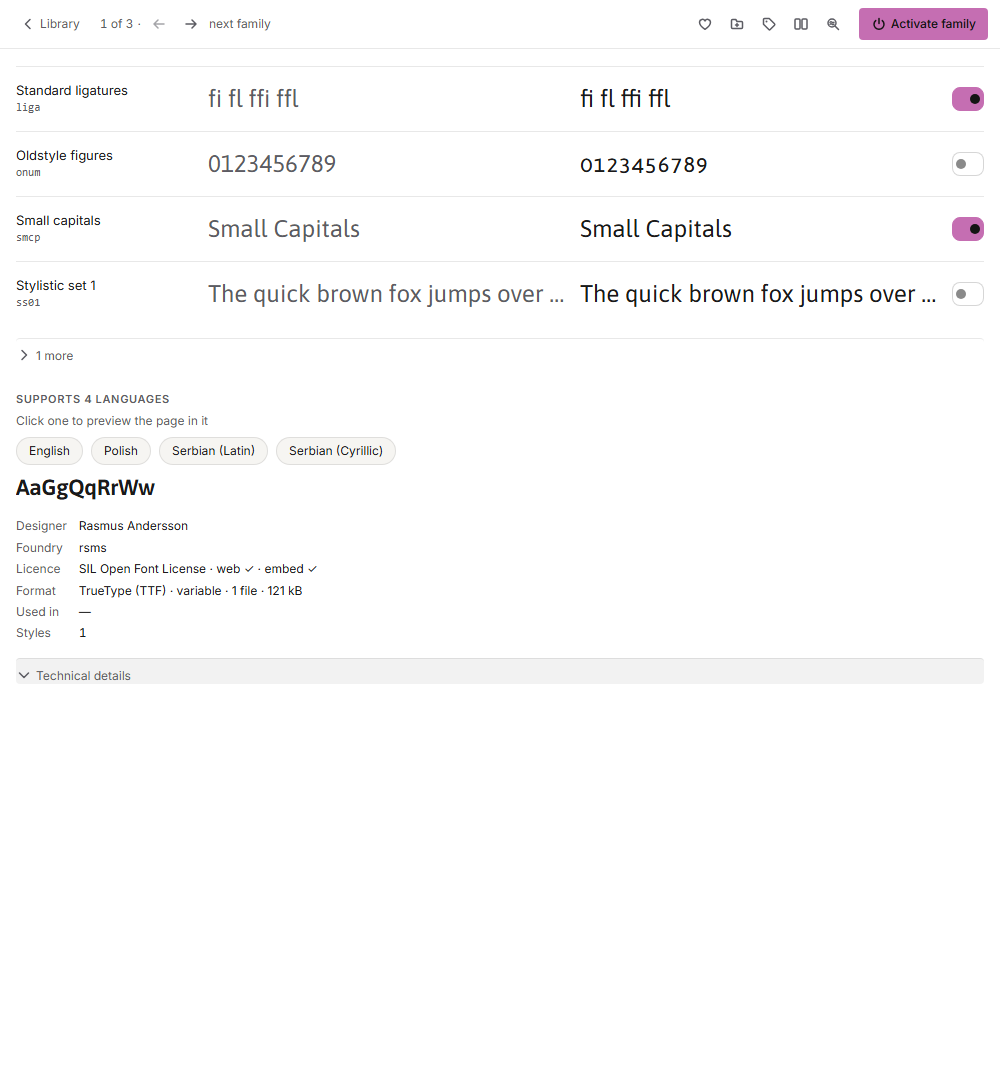 Library 1 of 3 · next family Activate family
Standard ligatures fi fl ffi ffl fi fl ffi ffl
liga
Oldstyle figures 0123456789 0123456789
onum
Small capitals Small Capitals Small Capitals
smcp
Stylistic set 1 The quick brown fox jumps over ... The quick brown fox jumps over ...
ss01
1 more
SUPPORTS 4 LANGUAGES
Click one to preview the page in it
English Polish Serbian (Latin) Serbian (Cyrillic)
AaGgQqRrWw
Designer Rasmus Andersson
Foundry rsms
Licence SIL Open Font License · web ✓ · embed ✓
Format TrueType (TTF) · variable · 1 file · 121 kB
Used in —
Styles 1
Technical details